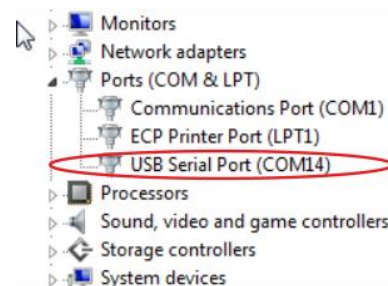 Monitors
Network adapters
Ports (COM & LPT)
Communications Port (COM1)
ECP Printer Port (LPT1)
USB Serial Port (COM14)
Processors
Sound, video and game controllers
Storage controllers
System devices